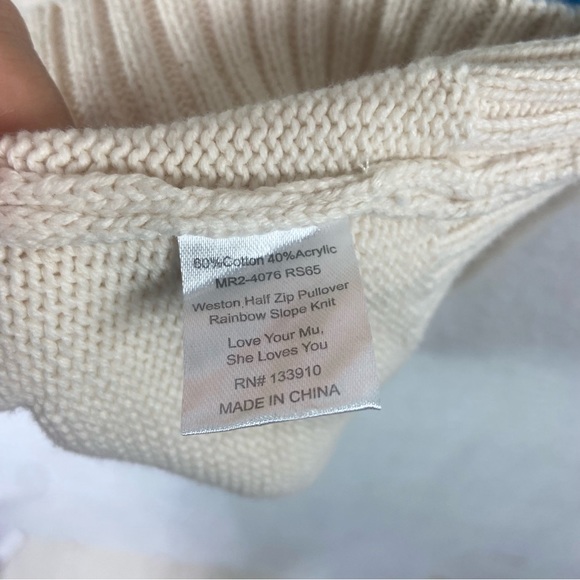 60%Cotton 40%Acrylic
MR2-4076 RS65
Weston Half Zip Pullover
Rainbow Slope Knit
Love Your Mu,
She Loves You
RN# 133910
MADE IN CHINA